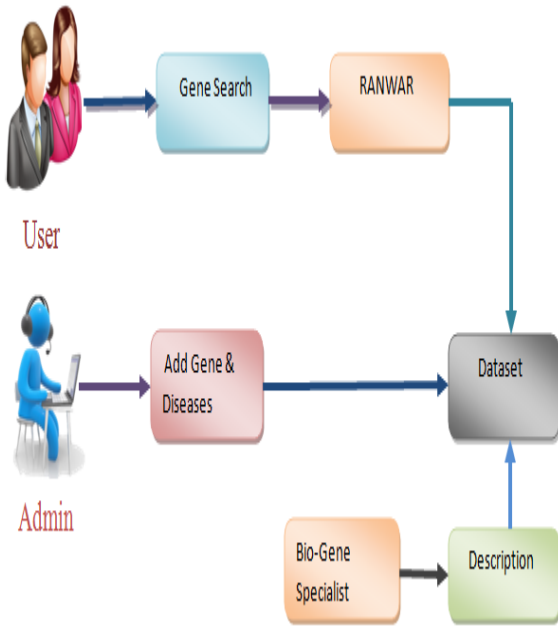 Gene Search
RANWAR
User
Add Gene &
Diseases
Dataset
Admin
Bio-Gene
Specialist
Description